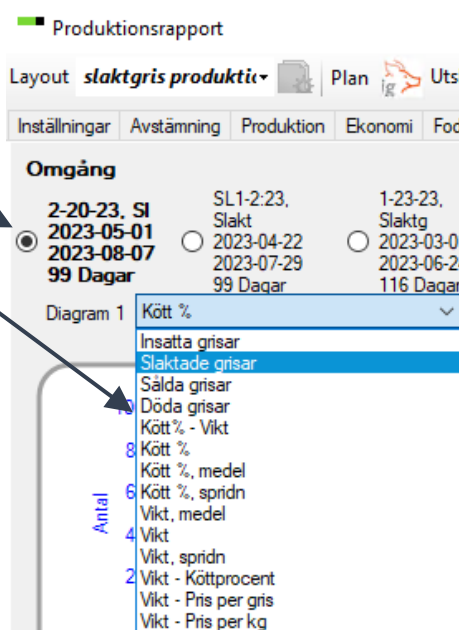 Produktionsrapport
Layout slaktgris produktic Plan Uts
Inställningar Avstämning Produktion Ekonomi Fod
Omgång
2-20-23, Sl
2023-05-01
2023-08-07
99 Dagar
SL1-2:23,
Slakt
2023-04-22
2023-07-29
99 Dagar
1-23-23,
Slaktg
2023-03-0
2023-06-2
116 Dagar
Diagram 1 Kött %
Insatta grisar
Slaktade grisar
Sålda grisar
Döda grisar
Kött% - Vikt
Kött %
Kött %, medel
Kött %, spridn
Vikt, medel
Vikt
Vikt, spridn
Vikt - Köttprocent
Vikt - Pris per gris
Vikt - Pris per kg
10
8
6
4
2
Antal